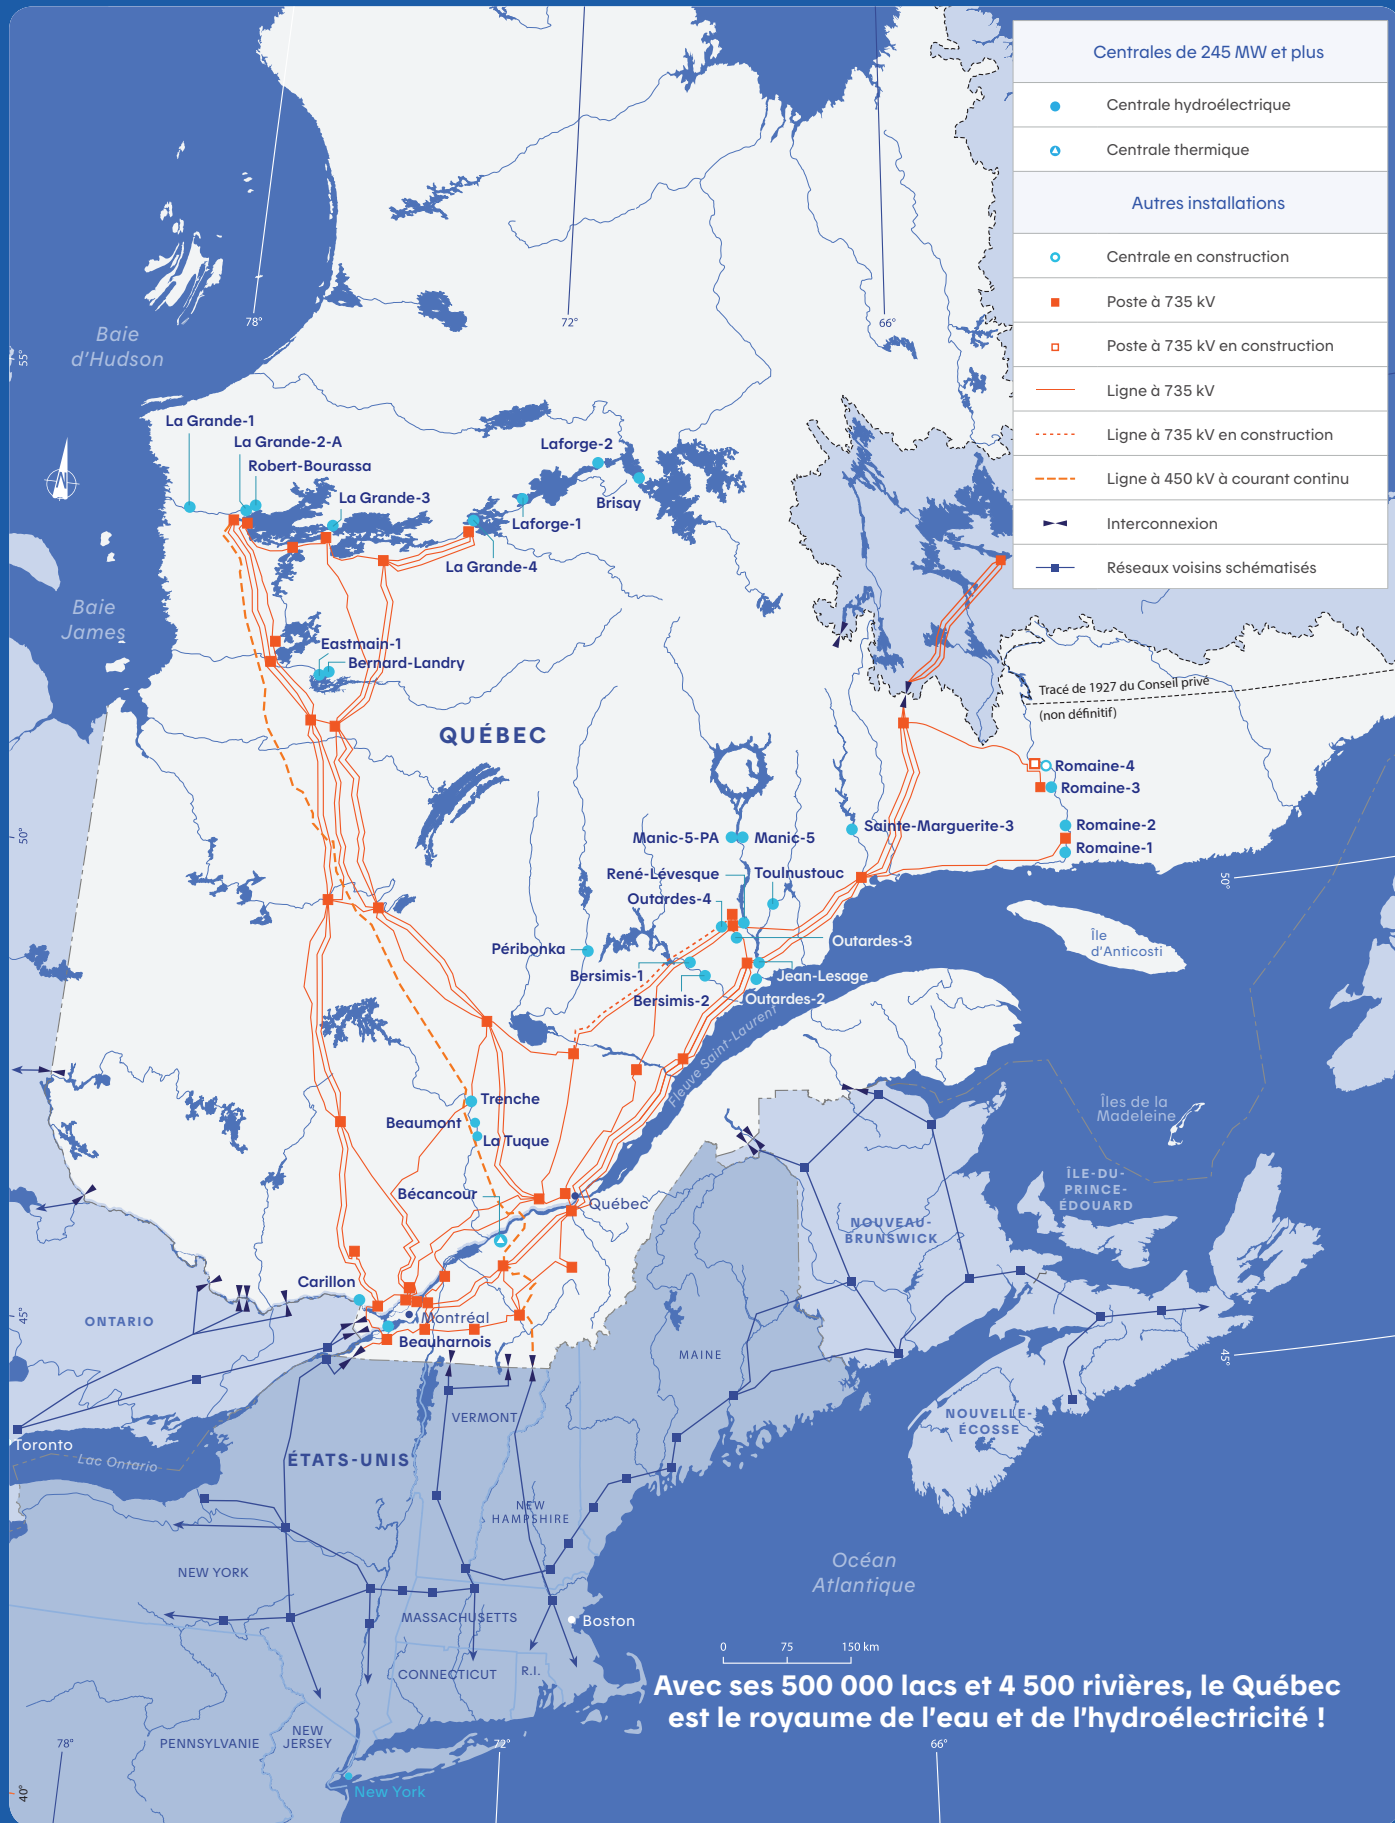 Centrales de 245 MW et plus
Centrale hydroélectrique
Centrale thermique
Autres installations
Centrale en construction
Poste à 735 kV
Poste à 735 kV en construction
Ligne à 735 kV
Ligne à 735 kV en construction
Ligne à 450 kV à courant continu
Interconnexion
Réseaux voisins schématisés
78°
72°
66°
Baie
d'Hudson
55°
La Grande-1
La Grande-2-A
Robert-Bourassa
La Grande-3
Laforge-2
Brisay
Laforge-1
La Grande-4
Baie
James
Eastmain-1
Bernard-Landry
QUÉBEC
Tracé de 1927 du Conseil privé
(non définitif)
Romaine-4
Romaine-3
Romaine-2
Romaine-1
50°
Sainte-Marguerite-3
Manic-5-PA
Manic-5
René-Lévesque
Toulnustouc
Outardes-4
50°
Outardes-3
Île
d'Anticosti
Péribonka
Bersimis-1
Jean-Lesage
Bersimis-2
Outardes-2
Fleuve Saint-Laurent
Trenche
Beaumont
La Tuque
Îles de la
Madeleine
Bécancour
Québec
ÎLE-DU-
PRINCE-
ÉDOUARD
NOUVEAU-
BRUNSWICK
Carillon
Montréal
Beauharnois
45°
ONTARIO
MAINE
45°
VERMONT
NOUVELLE-
ÉCOSSE
Toronto
Lac Ontario
ÉTATS-UNIS
NEW
HAMPSHIRE
NEW YORK
Océan
Atlantique
MASSACHUSETTS
Boston
CONNECTICUT
R.I.
0 75 150 km
Avec ses 500 000 lacs et 4 500 rivières, le Québec
est le royaume de l'eau et de l'hydroélectricité !
PENNSYLVANIE
NEW
JERSEY
78°
72°
66°
40°
New York